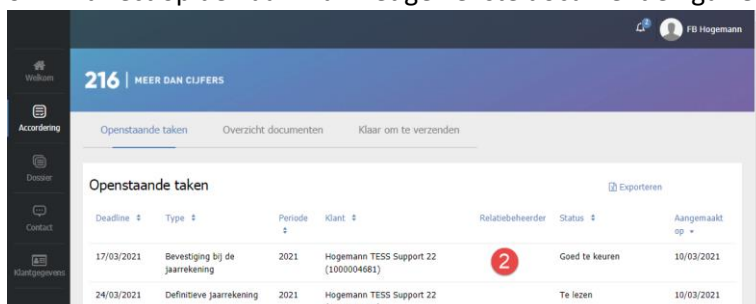 2
FB Hogemann
Welkom
216 | MEER DAN CIJFERS
Accordering
Openstaande taken Overzicht documenten Klaar om te verzenden
Dossier
Openstaande taken
Exporteren
Contact
Deadline Type Periode Klant Relatiebeheerder Status Aangemaakt op
Klantgegevens
17/03/2021 Bevestiging bij de jaarrekening 2021 Hogemann TESS Support 22 (1000004681) 2 Goed te keuren 10/03/2021
24/03/2021 Definitieve jaarrekening 2021 Hogemann TESS Support 22 Te lezen 10/03/2021